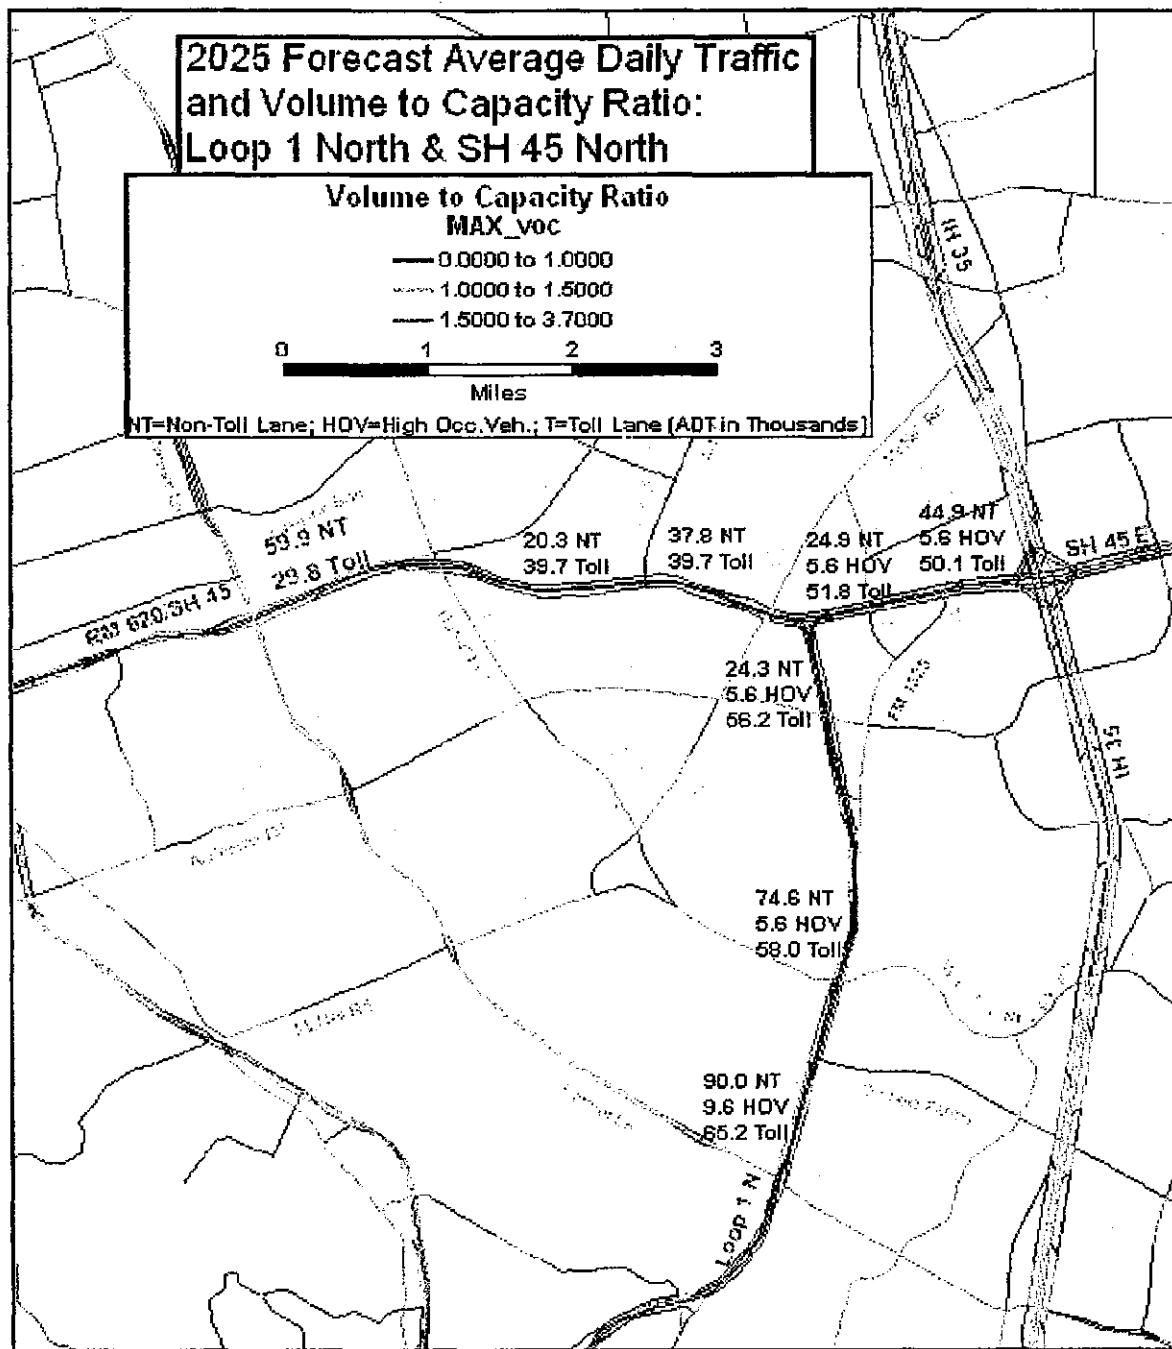 2025 Forecast Average Daily Traffic
and Volume to Capacity Ratio:
Loop 1 North & SH 45 North
Volume to Capacity Ratio
MAX_voc
0.0000 to 1.0000
1.0000 to 1.5000
1.5000 to 3.7000
0 1 2 3
Miles
NT=Non-Toll Lane; HOV=High Occ.Veh.; T=Toll Lane (ADT in Thousands)
IH 35
59.9 NT
29.8 Toll
RM 620/SH 45
20.3 NT
39.7 Toll
37.8 NT
39.7 Toll
24.9 NT
5.6 HOV
51.8 Toll
44.9 NT
5.6 HOV
50.1 Toll
SH 45 E
24.3 NT
5.6 HOV
56.2 Toll
FM 1325
IH 35
74.6 NT
5.6 HOV
58.0 Toll
90.0 NT
9.6 HOV
65.2 Toll
Loop 1 N